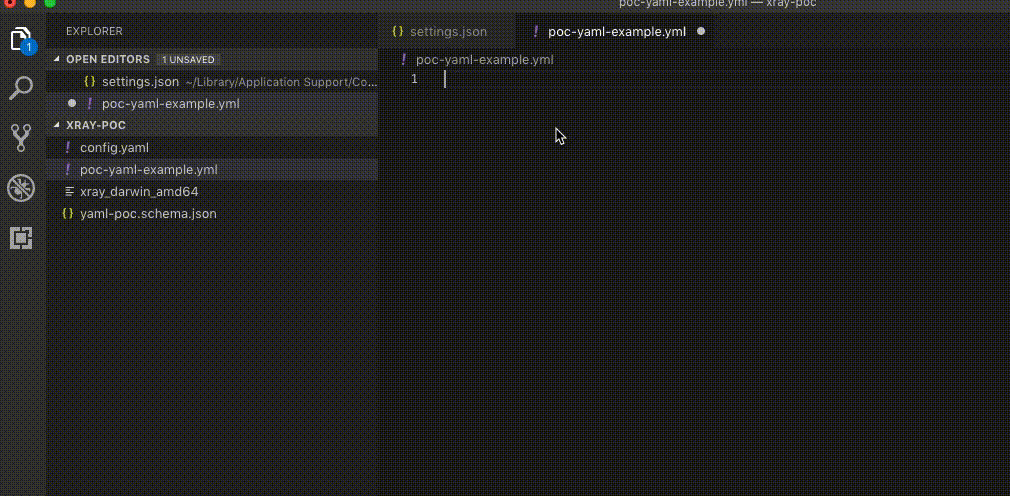 poc-yaml-example.yml — xray-poc
EXPLORER
OPEN EDITORS 1 UNSAVED
{} settings.json ~/Library/Application Support/Co...
! poc-yaml-example.yml
XRAY-POC
! config.yaml
! poc-yaml-example.yml
xray_darwin_amd64
{} yaml-poc.schema.json
1
{} settings.json ! poc-yaml-example.yml
! poc-yaml-example.yml
1